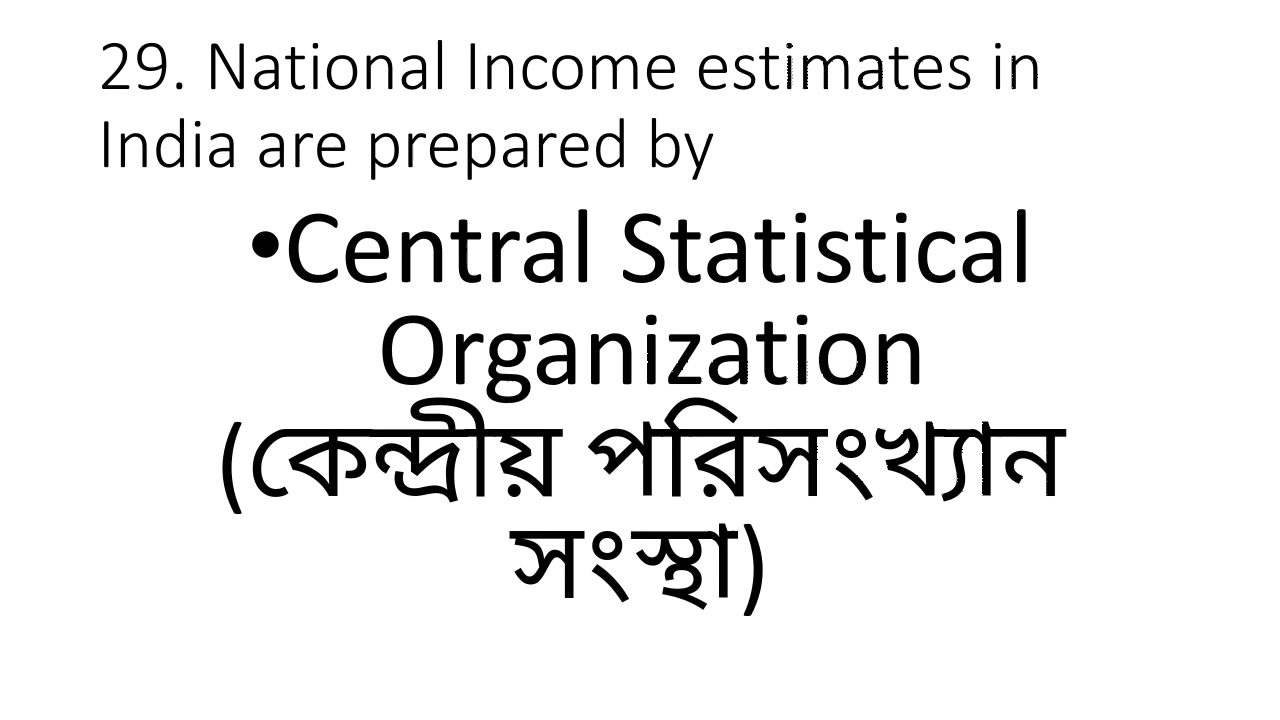 29. National Income estimates in
India are prepared by
•Central Statistical
Organization
(কেন্দ্রীয় পরিসংখ্যান
সংস্থা)